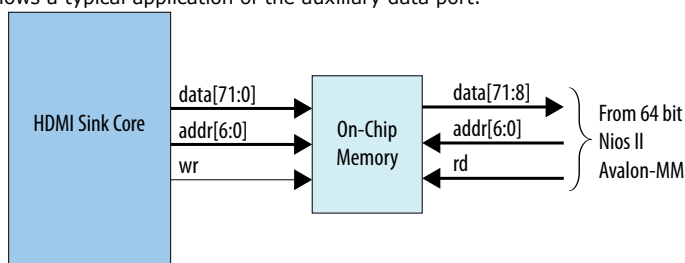 lows a typical application of the auxiliary data port.
HDMI Sink Core
data[71:0]
addr[6:0]
wr
On-Chip
Memory
data[71:8]
addr[6:0]
rd
From 64 bit
Nios II
Avalon-MM